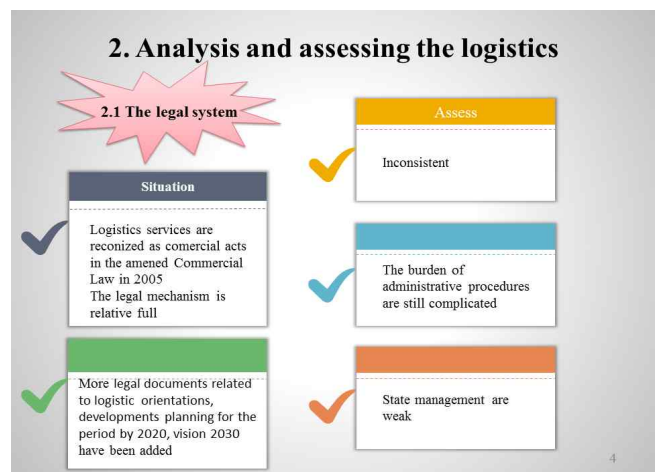 2. Analysis and assessing the logistics
2.1 The legal system
Situation
Logistics services are
reconized as comercial acts
in the amened Commercial
Law in 2005
The legal mechanism is
relative full
More legal documents related
to logistic orientations,
developments planning for the
period by 2020, vision 2030
have been added
Assess
Inconsistent
The burden of
administrative procedures
are still complicated
State management are
weak
4